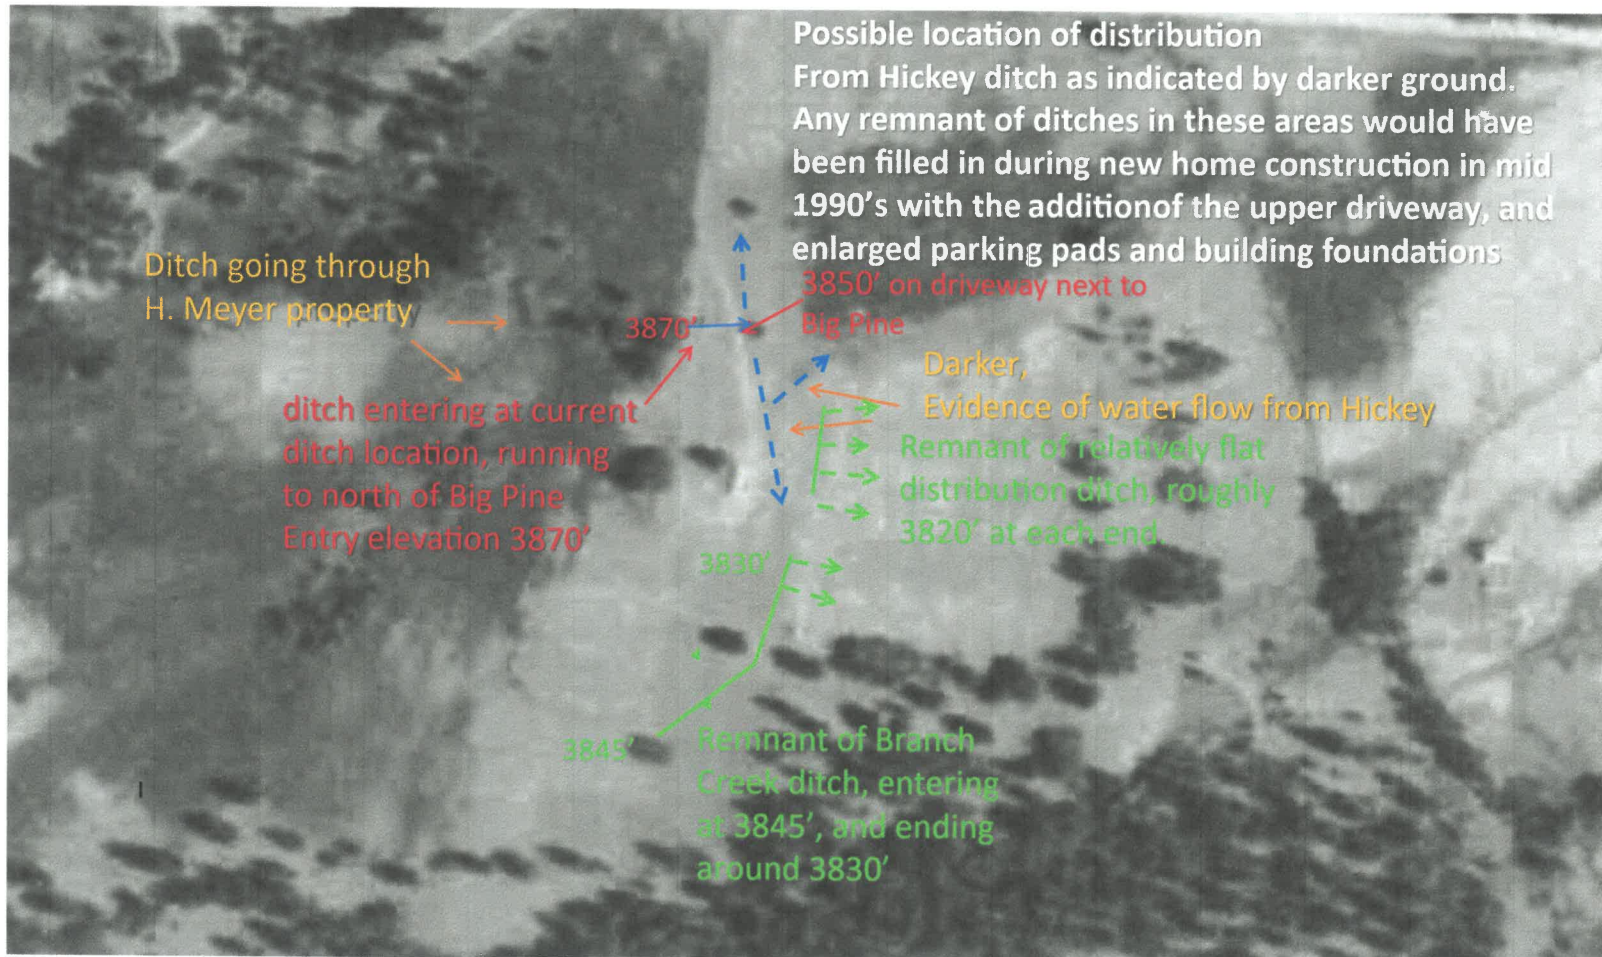 Possible location of distribution
From Hickey ditch as indicated by darker ground.
Any remnant of ditches in these areas would have
been filled in during new home construction in mid
1990's with the additionof the upper driveway, and
enlarged parking pads and building foundations
Ditch going through
H. Meyer property
3850' on driveway next to
Big Pine
3870'
Darker,
Evidence of water flow from Hickey
ditch entering at current
ditch location, running
to north of Big Pine
Entry elevation 3870'
Remnant of relatively flat
distribution ditch, roughly
3820' at each end.
3830'
3845'
Remnant of Branch
Creek ditch, entering
at 3845', and ending
around 3830'